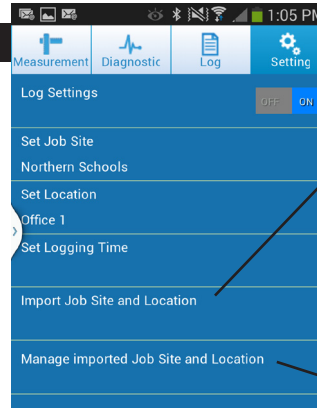 1:05 PM
Measurement Diagnostic Log Setting
Log Settings
OFF ON
Set Job Site
Northern Schools
Set Location
Office 1
Set Logging Time
Import Job Site and Location
Manage imported Job Site and Location